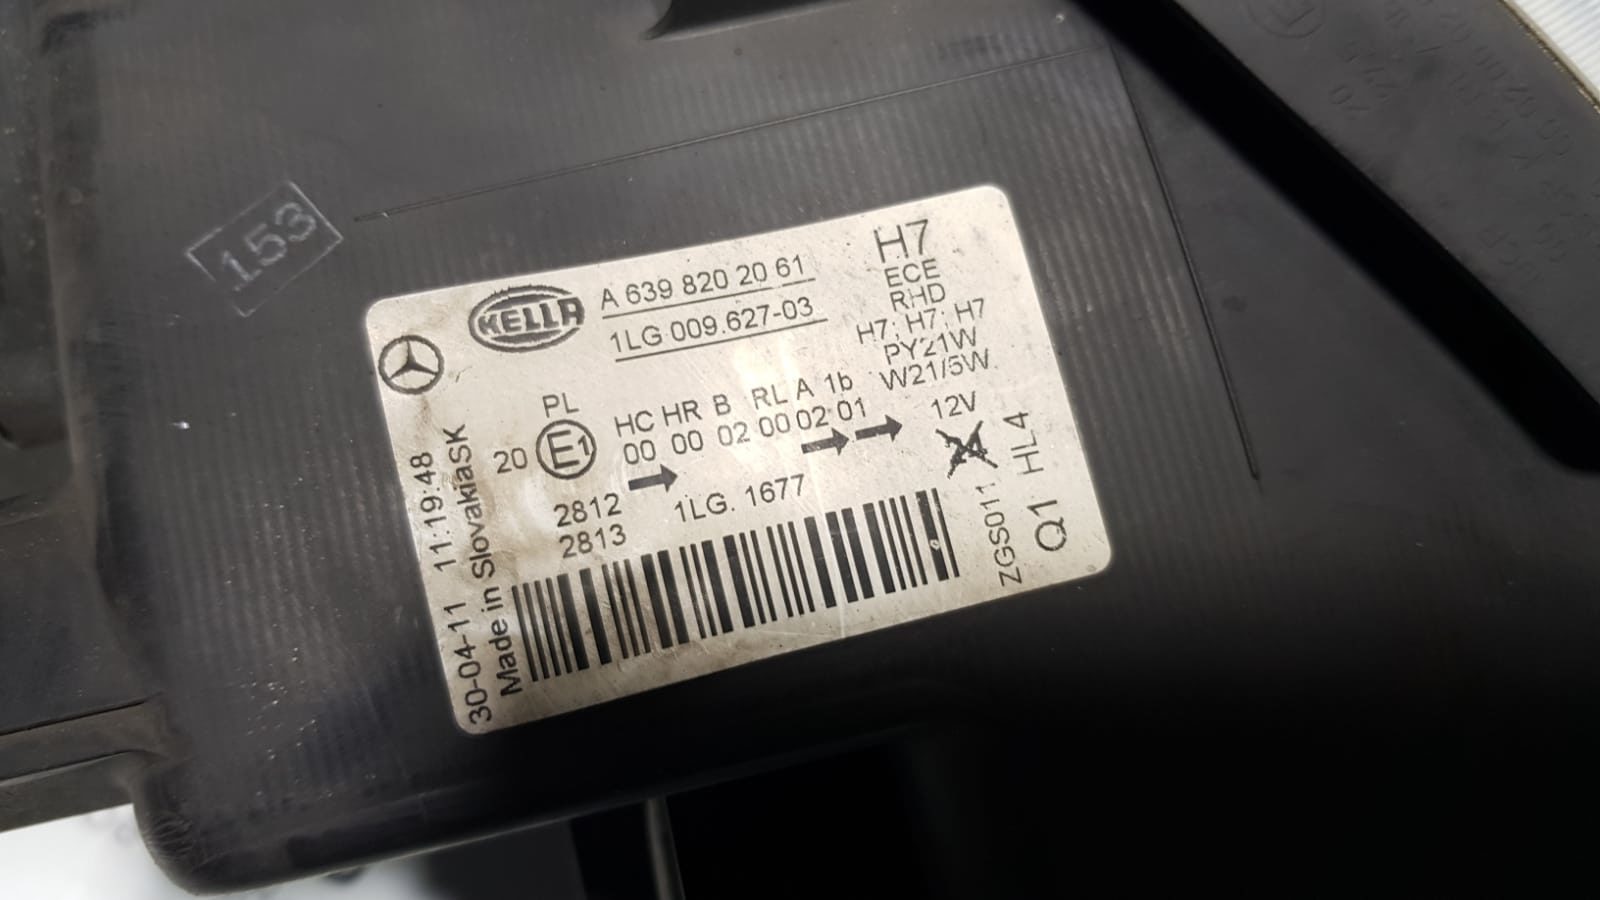 153
HELLA
A 639 820 20 61
1LG 009.627-03
H7
ECE
RHD
H7; H7; H7
PY21W
W21/5W
12V
PL
20 E1
HC HR B RL A 1b
00 00 02 00 02 01
2812
2813
1LG. 1677
30-04-11 11:19:48
Made in SlovakiaSK
ZGS011
Q1 HL4